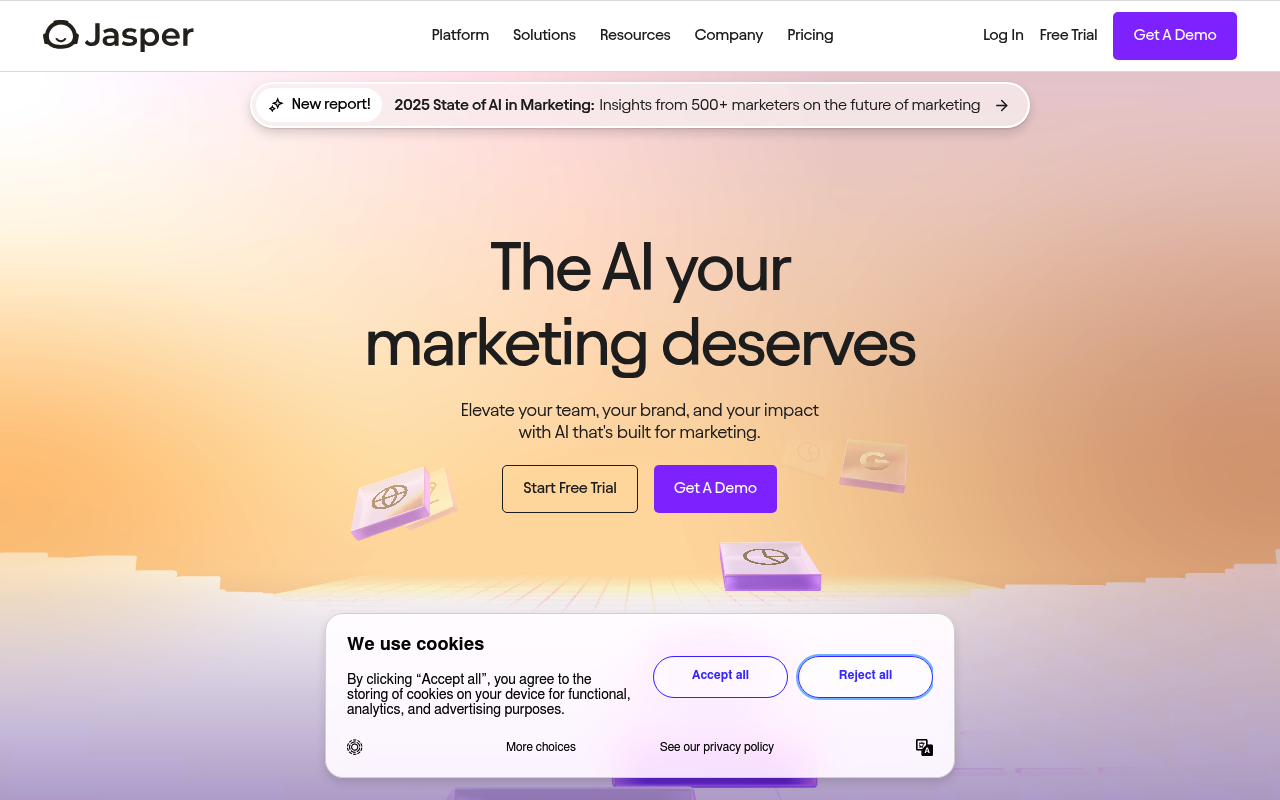 Jasper
Platform Solutions Resources Company Pricing
Log In Free Trial Get A Demo
New report! 2025 State of AI in Marketing: Insights from 500+ marketers on the future of marketing
The AI your
marketing deserves
Elevate your team, your brand, and your impact
with AI that's built for marketing.
Start Free Trial Get A Demo
We use cookies
By clicking “Accept all”, you agree to the
storing of cookies on your device for functional,
analytics, and advertising purposes.
Accept all Reject all
More choices See our privacy policy